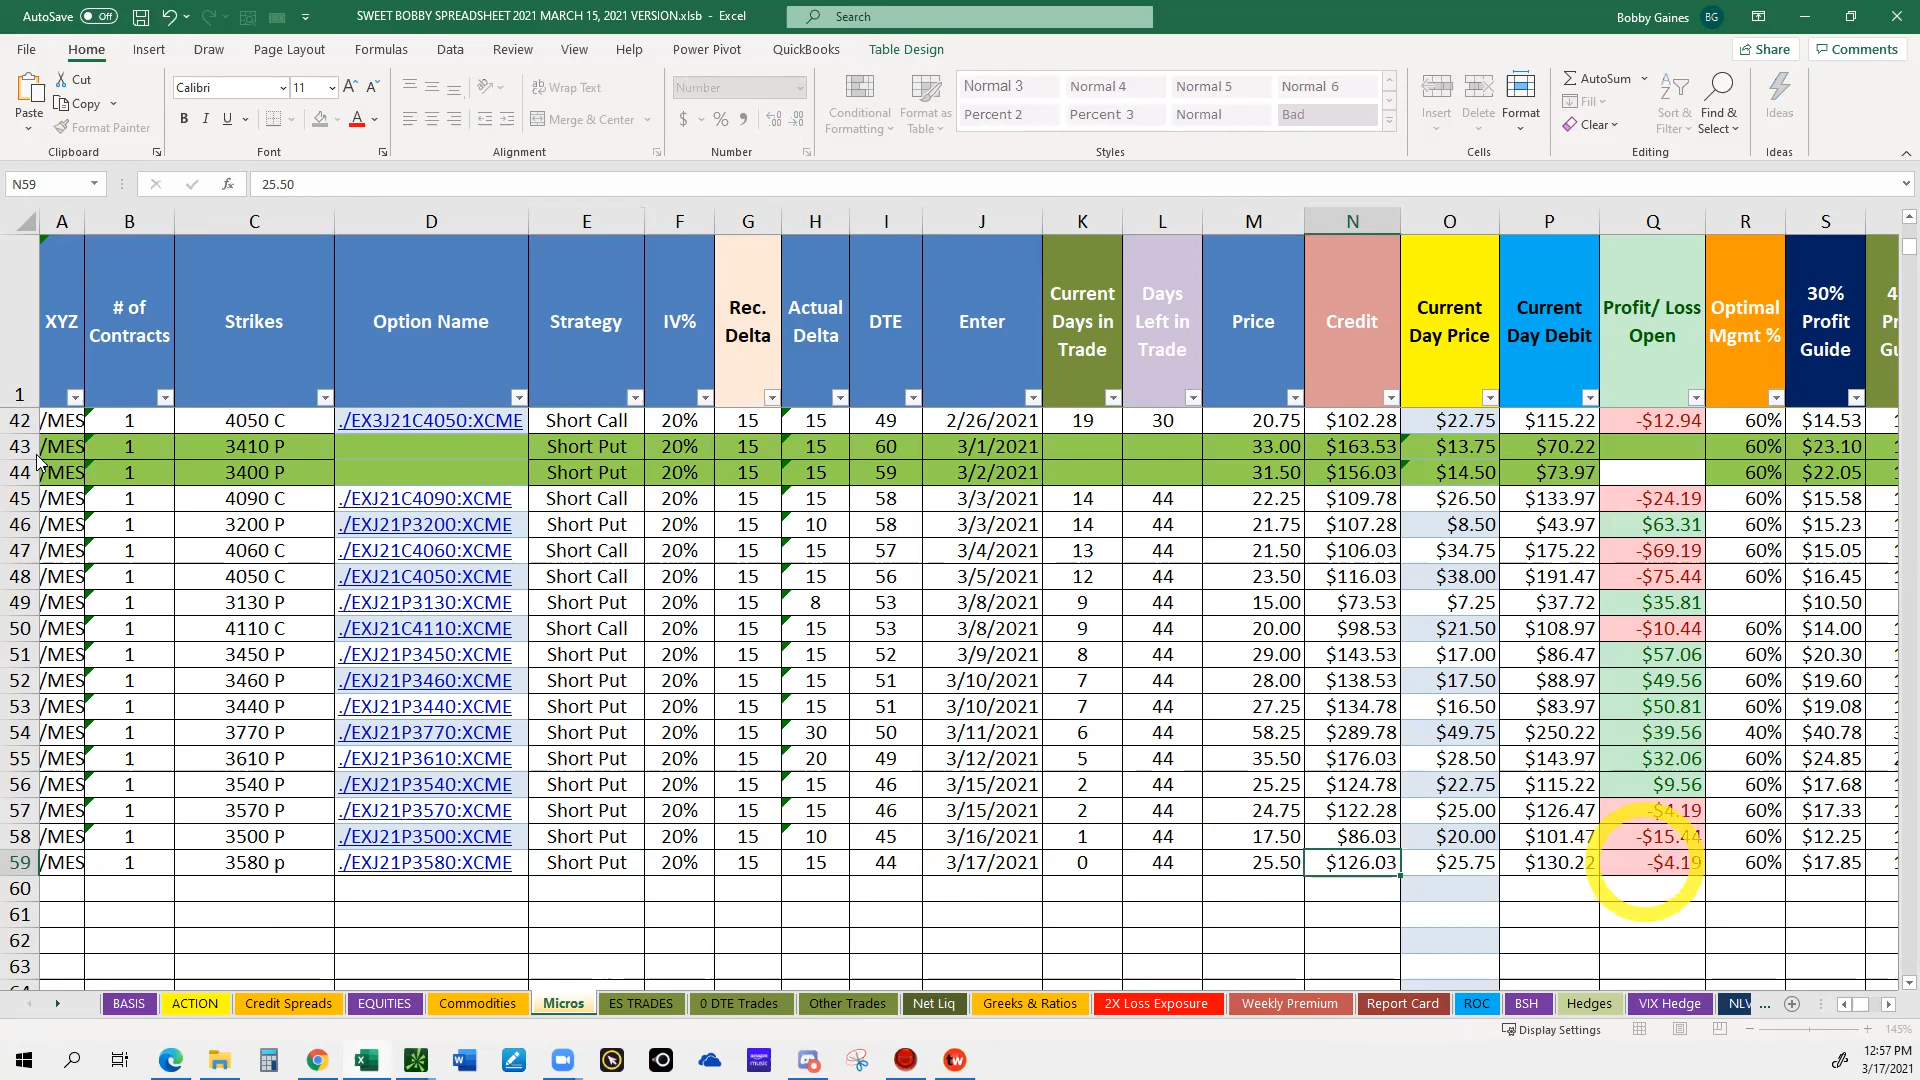 AutoSave Off SWEET BOBBY SPREADSHEET 2021 MARCH 15, 2021 VERSION.xlsb - Excel Search Bobby Gaines BG
File Home Insert Draw Page Layout Formulas Data Review View Help Power Pivot QuickBooks Table Design Share Comments
Paste Cut Copy Format Painter Clipboard
Calibri 11 A A B I U A Font
Wrap Text Merge & Center Alignment
Number $ % Number
Conditional Formatting Format as Table
Normal 3 Normal 4 Normal 5 Normal 6
Percent 2 Percent 3 Normal Bad
Styles
Insert Delete Format Cells
AutoSum Fill Clear Sort & Filter Find & Select Editing
Ideas Ideas
N59 fx 25.50
A B C D E F G H I J K L M N O P Q R S
1 XYZ # of Contracts Strikes Option Name Strategy IV% Rec. Delta Actual Delta DTE Enter Current Days in Trade Days Left in Trade Price Credit Current Day Price Current Day Debit Profit/ Loss Open Optimal Mgmt % 30% Profit Guide
42 /MES 1 4050 C ./EX3J21C4050:XCME Short Call 20% 15 15 49 2/26/2021 19 30 20.75 $102.28 $22.75 $115.22 -$12.94 60% $14.53
43 /MES 1 3410 P Short Put 20% 15 15 60 3/1/2021 33.00 $163.53 $13.75 $70.22 60% $23.10
44 /MES 1 3400 P Short Put 20% 15 15 59 3/2/2021 31.50 $156.03 $14.50 $73.97 60% $22.05
45 /MES 1 4090 C ./EXJ21C4090:XCME Short Call 20% 15 15 58 3/3/2021 14 44 22.25 $109.78 $26.50 $133.97 -$24.19 60% $15.58
46 /MES 1 3200 P ./EXJ21P3200:XCME Short Put 20% 15 10 58 3/3/2021 14 44 21.75 $107.28 $8.50 $43.97 $63.31 60% $15.23
47 /MES 1 4060 C ./EXJ21C4060:XCME Short Call 20% 15 15 57 3/4/2021 13 44 21.50 $106.03 $34.75 $175.22 -$69.19 60% $15.05
48 /MES 1 4050 C ./EXJ21C4050:XCME Short Call 20% 15 15 56 3/5/2021 12 44 23.50 $116.03 $38.00 $191.47 -$75.44 60% $16.45
49 /MES 1 3130 P ./EXJ21P3130:XCME Short Put 20% 15 8 53 3/8/2021 9 44 15.00 $73.53 $7.25 $37.72 $35.81 $10.50
50 /MES 1 4110 C ./EXJ21C4110:XCME Short Call 20% 15 15 53 3/8/2021 9 44 20.00 $98.53 $21.50 $108.97 -$10.44 60% $14.00
51 /MES 1 3450 P ./EXJ21P3450:XCME Short Put 20% 15 15 52 3/9/2021 8 44 29.00 $143.53 $17.00 $86.47 $57.06 60% $20.30
52 /MES 1 3460 P ./EXJ21P3460:XCME Short Put 20% 15 15 51 3/10/2021 7 44 28.00 $138.53 $17.50 $88.97 $49.56 60% $19.60
53 /MES 1 3440 P ./EXJ21P3440:XCME Short Put 20% 15 15 51 3/10/2021 7 44 27.25 $134.78 $16.50 $83.97 $50.81 60% $19.08
54 /MES 1 3770 P ./EXJ21P3770:XCME Short Put 20% 15 30 50 3/11/2021 6 44 58.25 $289.78 $49.75 $250.22 $39.56 40% $40.78
55 /MES 1 3610 P ./EXJ21P3610:XCME Short Put 20% 15 20 49 3/12/2021 5 44 35.50 $176.03 $28.50 $143.97 $32.06 60% $24.85
56 /MES 1 3540 P ./EXJ21P3540:XCME Short Put 20% 15 15 46 3/15/2021 2 44 25.25 $124.78 $22.75 $115.22 $9.56 60% $17.68
57 /MES 1 3570 P ./EXJ21P3570:XCME Short Put 20% 15 15 46 3/15/2021 2 44 24.75 $122.28 $25.00 $126.47 -$4.19 60% $17.33
58 /MES 1 3500 P ./EXJ21P3500:XCME Short Put 20% 15 10 45 3/16/2021 1 44 17.50 $86.03 $20.00 $101.47 -$15.44 60% $12.25
59 /MES 1 3580 p ./EXJ21P3580:XCME Short Put 20% 15 15 44 3/17/2021 0 44 25.50 $126.03 $25.75 $130.22 -$4.19 60% $17.85
60
61
62
63
BASIS ACTION Credit Spreads EQUITIES Commodities Micros ES TRADES 0 DTE Trades Other Trades Net Liq Greeks & Ratios 2X Loss Exposure Weekly Premium Report Card ROC BSH Hedges VIX Hedge NLV ...
Display Settings 145%
12:57 PM
3/17/2021